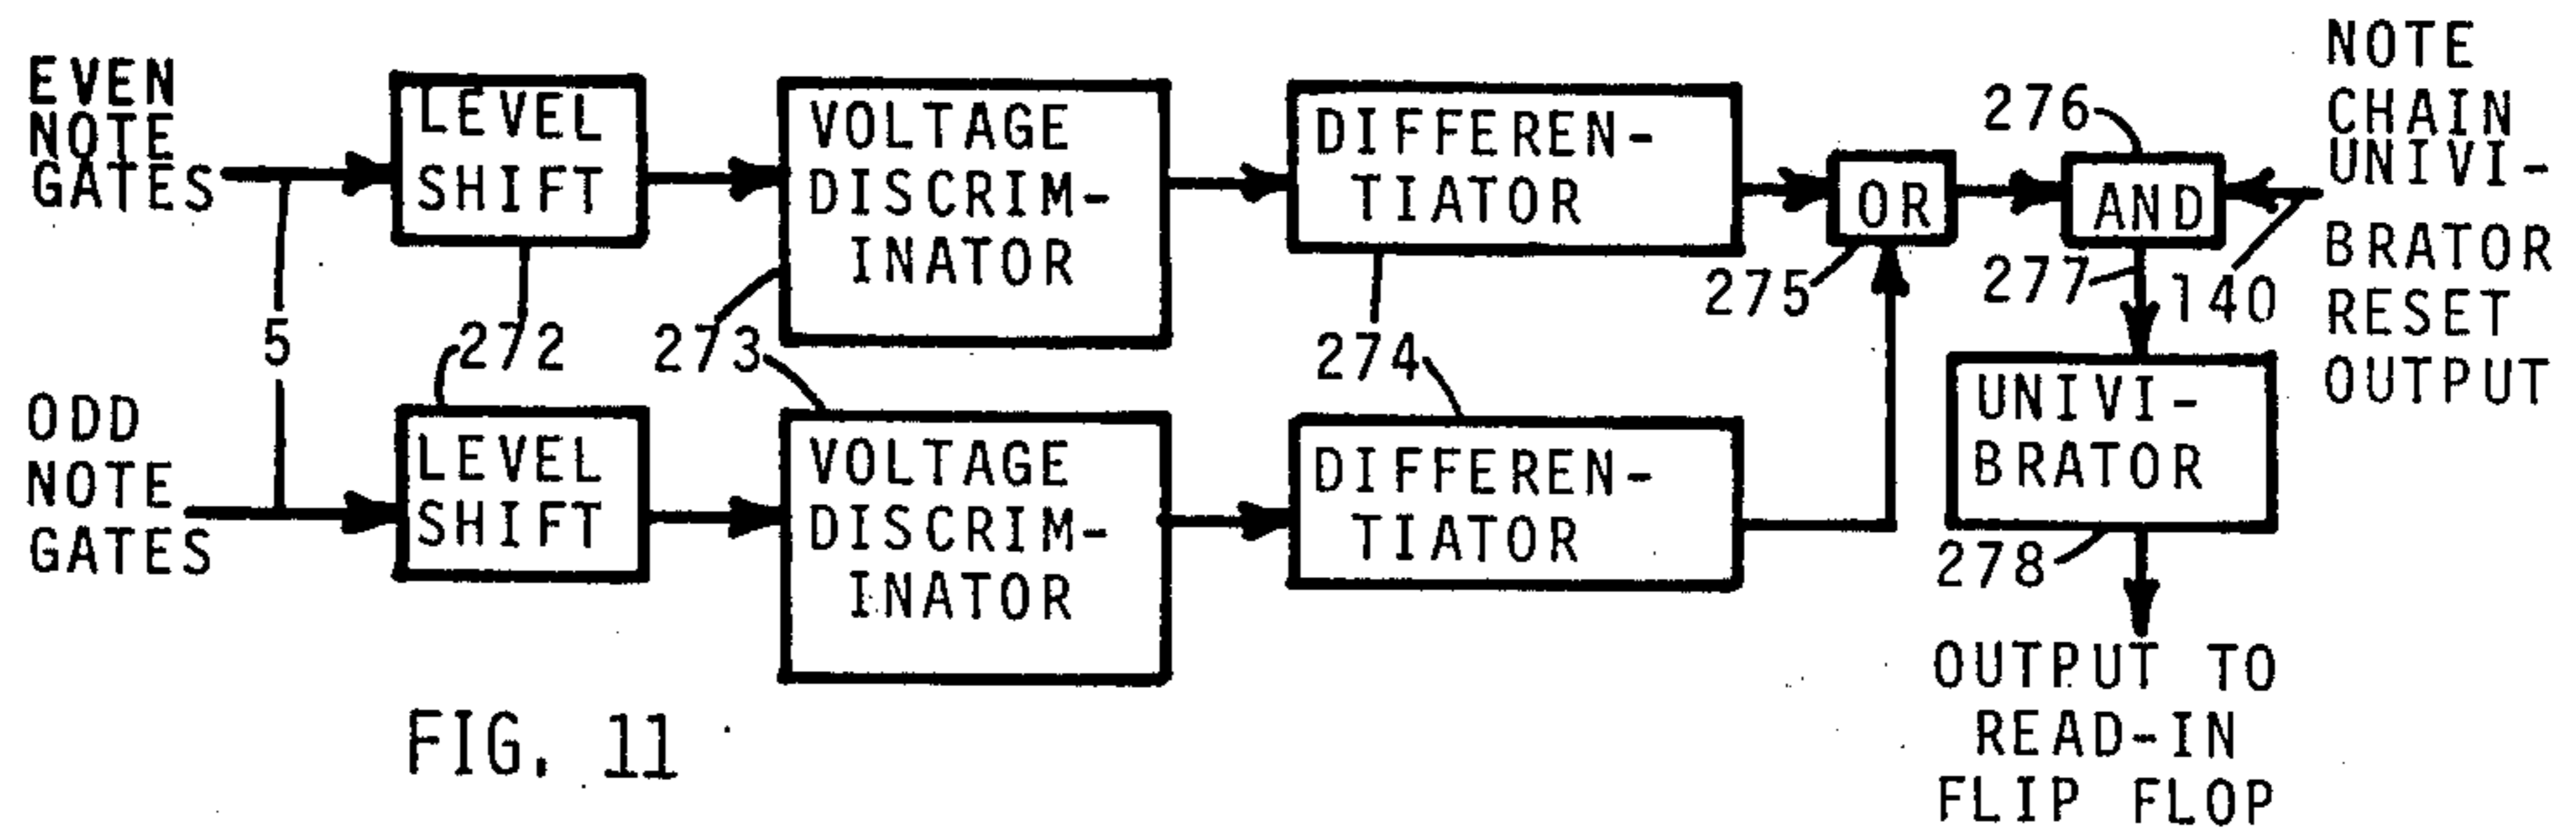 EVEN
NOTE
GATES
LEVEL
SHIFT
VOLTAGE
DISCRIM-
INATOR
DIFFEREN-
TIATOR
OR
276
AND
NOTE
CHAIN
UNIVI-
BRATOR
RESET
OUTPUT
275
277
140
5
272
273
274
ODD
NOTE
GATES
LEVEL
SHIFT
VOLTAGE
DISCRIM-
INATOR
DIFFEREN-
TIATOR
UNIVI-
BRATOR
278
OUTPUT TO
READ-IN
FLIP FLOP
FIG. 11